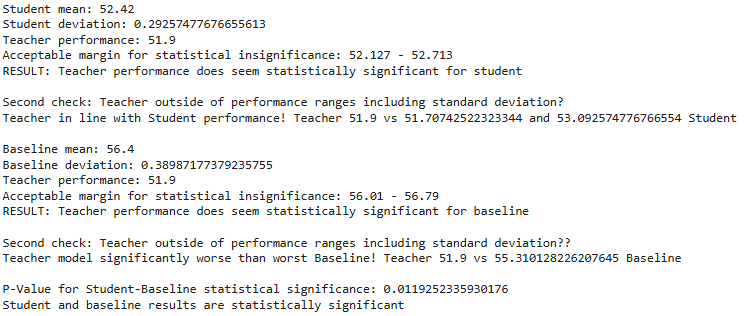 Student mean: 52.42
Student deviation: 0.29257477676655613
Teacher performance: 51.9
Acceptable margin for statistical insignificance: 52.127 - 52.713
RESULT: Teacher performance does seem statistically significant for student
Second check: Teacher outside of performance ranges including standard deviation?
Teacher in line with Student performance! Teacher 51.9 vs 51.70742522323344 and 53.092574776766554 Student
Baseline mean: 56.4
Baseline deviation: 0.38987177379235755
Teacher performance: 51.9
Acceptable margin for statistical insignificance: 56.01 - 56.79
RESULT: Teacher performance does seem statistically significant for baseline
Second check: Teacher outside of performance ranges including standard deviation??
Teacher model significantly worse than worst Baseline! Teacher 51.9 vs 55.310128226207645 Baseline
P-Value for Student-Baseline statistical significance: 0.0119252335930176
Student and baseline results are statistically significant